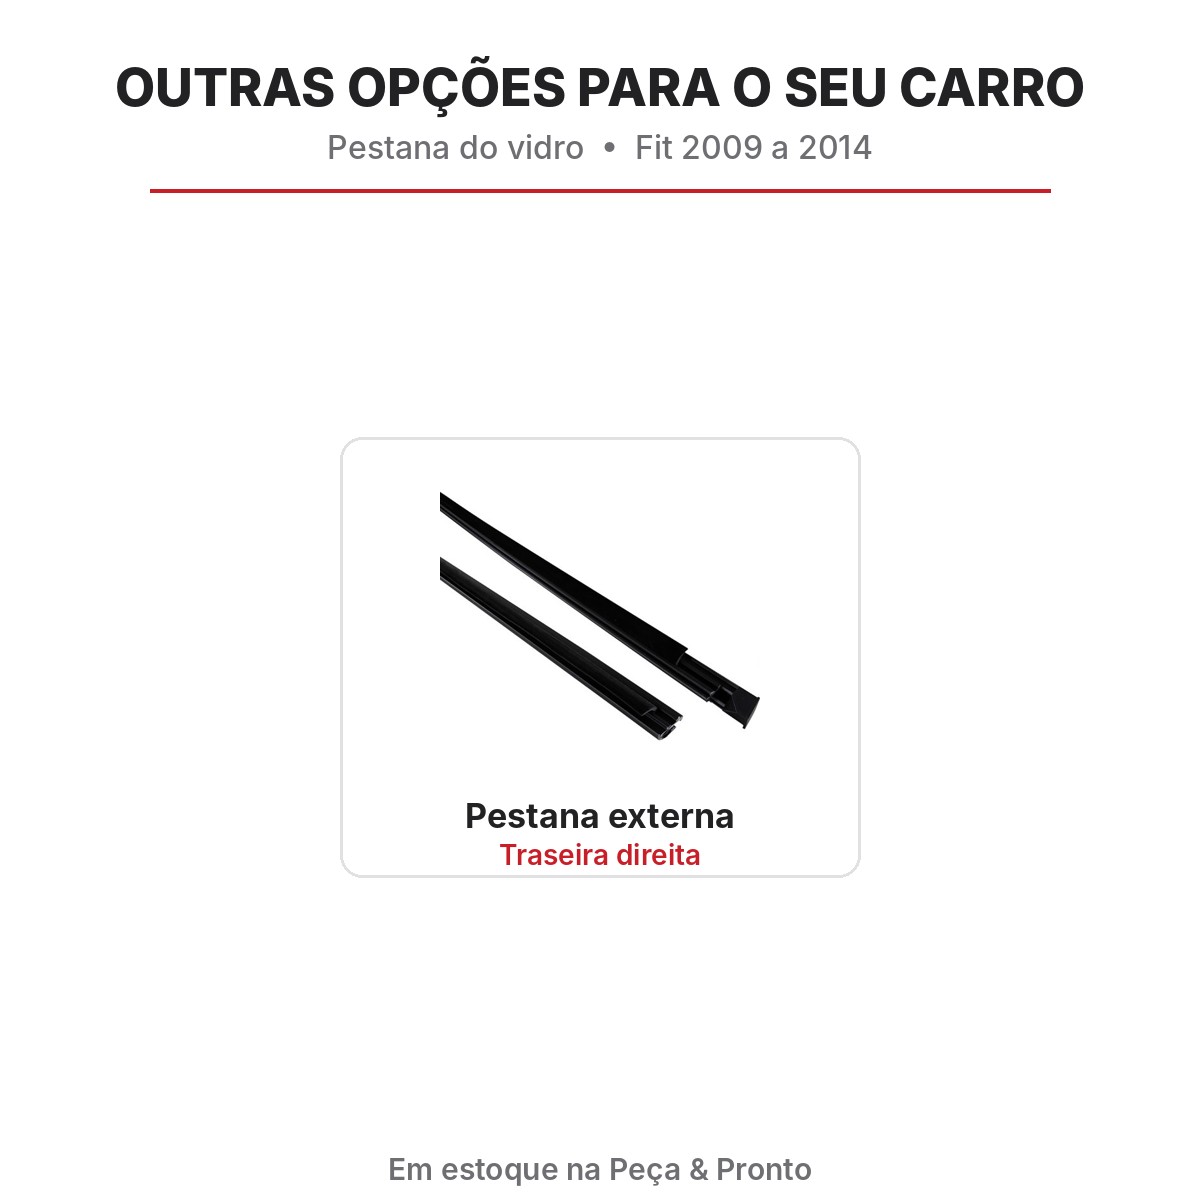 OUTRAS OPÇÕES PARA O SEU CARRO
Pestana do vidro • Fit 2009 a 2014
Pestana externa
Traseira direita
Em estoque na Peça & Pronto